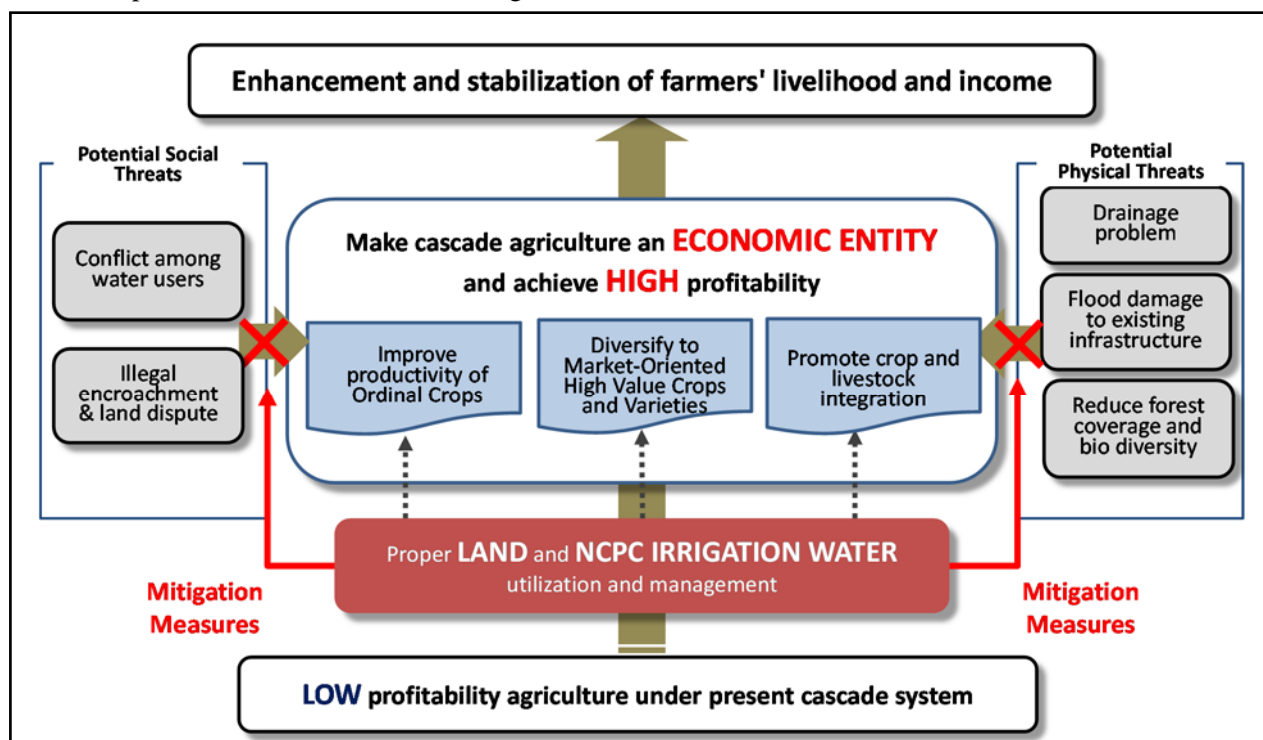 Enhancement and stabilization of farmers' livelihood and income
Potential Social
Threats
Conflict among
water users
Illegal
encroachment
& land dispute
Make cascade agriculture an ECONOMIC ENTITY
and achieve HIGH profitability
Improve
productivity of
Ordinal Crops
Diversify to
Market-Oriented
High Value Crops
and Varieties
Promote crop and
livestock
integration
Potential
Physical Threats
Drainage
problem
Flood damage
to existing
infrastructure
Reduce forest
coverage and
bio diversity
Proper LAND and NCPC IRRIGATION WATER
utilization and management
Mitigation
Measures
Mitigation
Measures
LOW profitability agriculture under present cascade system